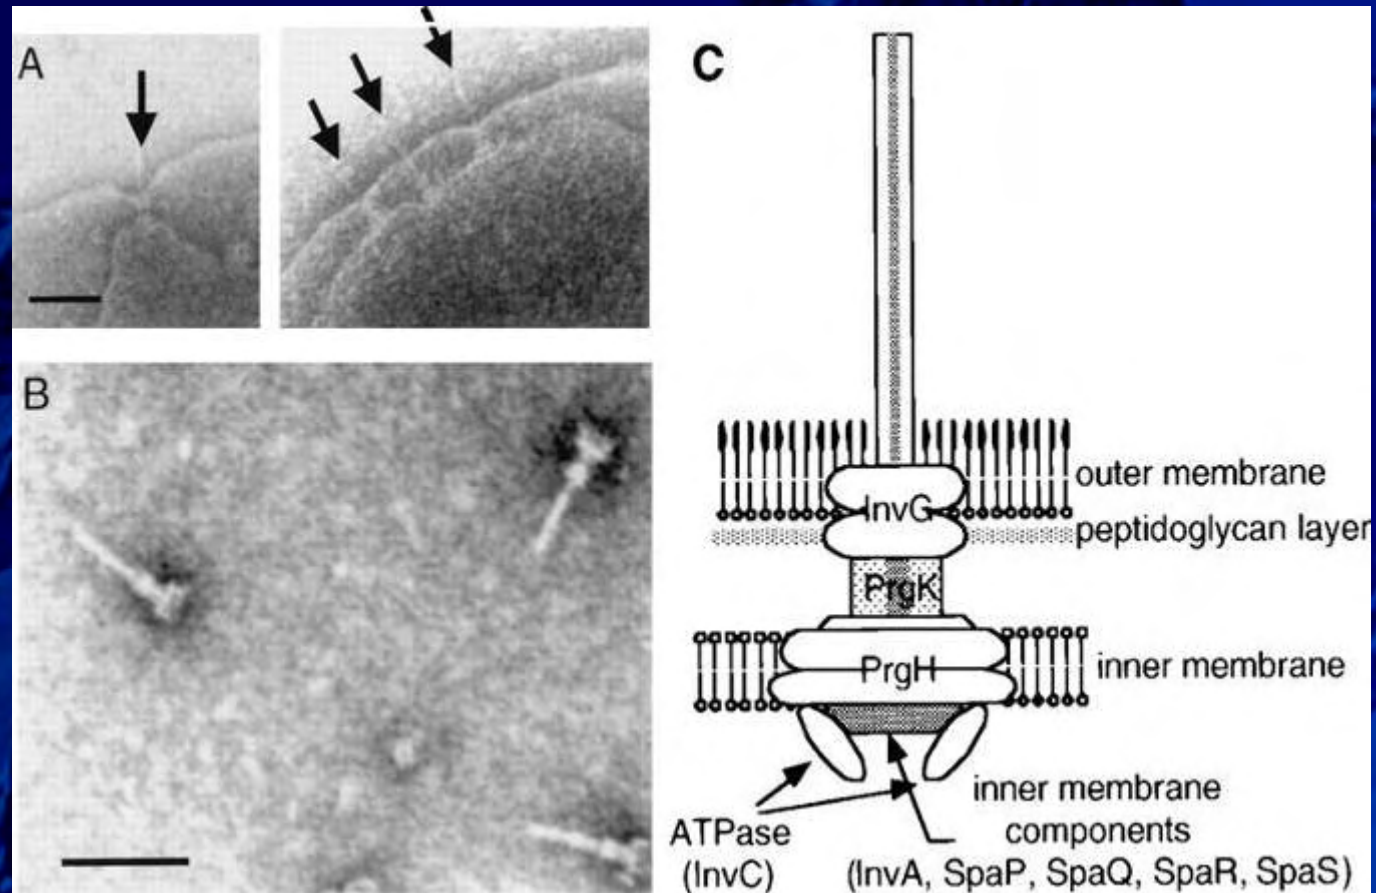 A
B
C
outer membrane
InvG
peptidoglycan layer
PrgK
PrgH
inner membrane
ATPase
(InvC)
inner membrane
components
(InvA, SpaP, SpaQ, SpaR, SpaS)